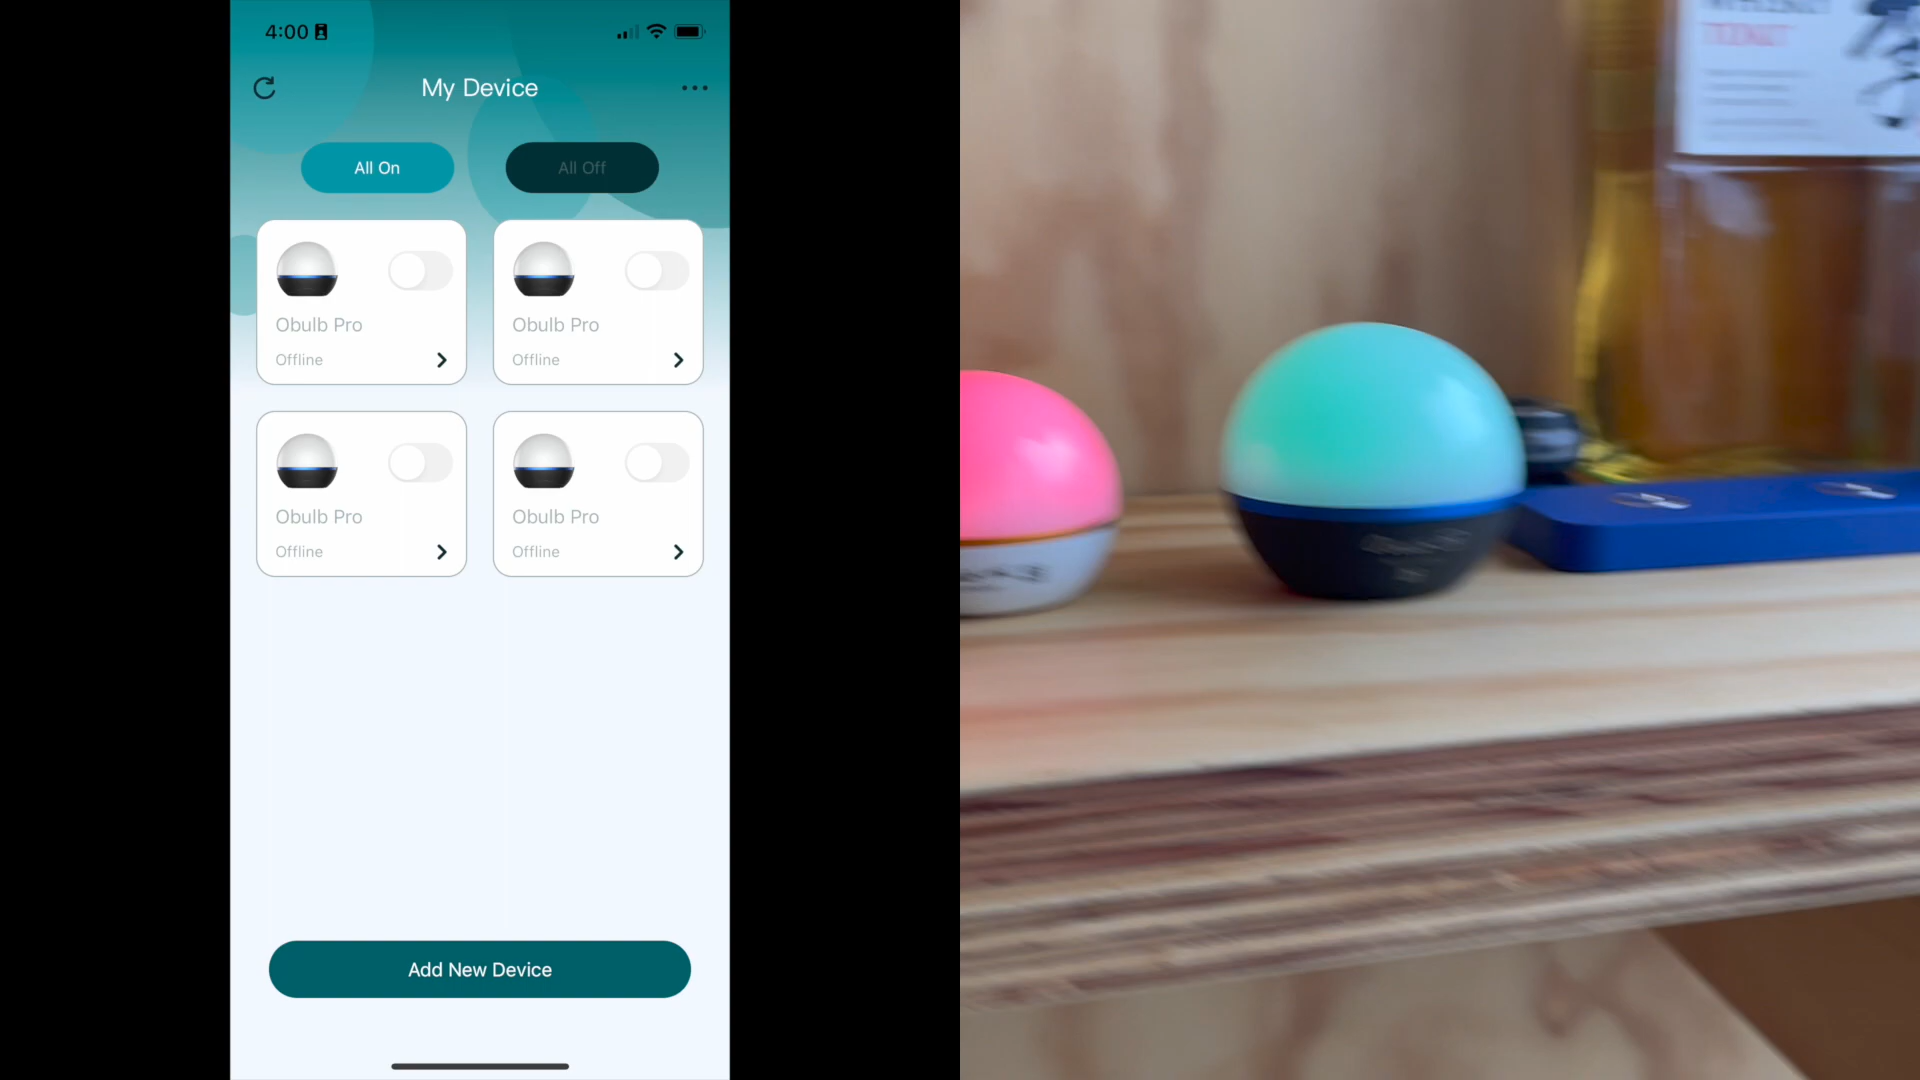 4:00
My Device
All On
All Off
Obulb Pro
Offline
Obulb Pro
Offline
Obulb Pro
Offline
Obulb Pro
Offline
Add New Device